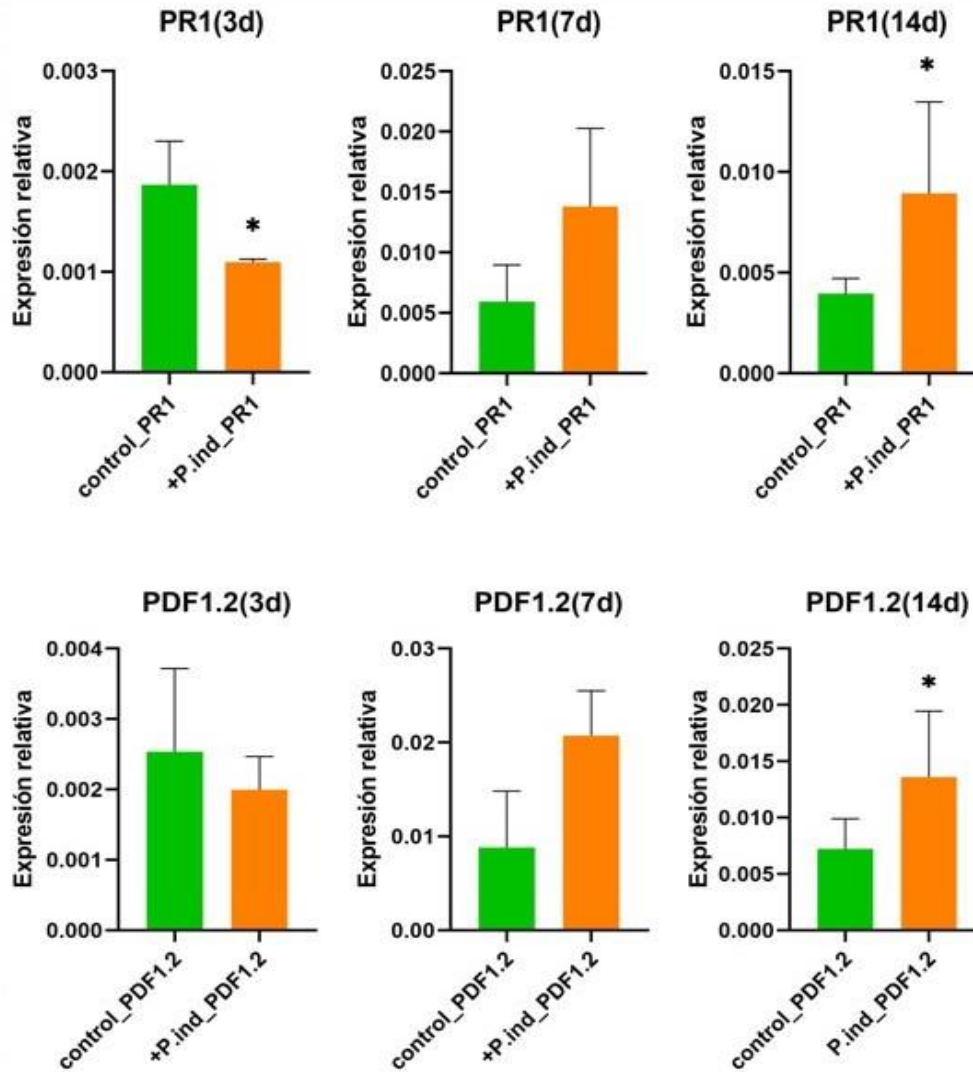 PR1(3d)
Expresión relativa
0.003
0.002
0.001
0.000
*
control_PR1
+P.ind_PR1
PR1(7d)
Expresión relativa
0.025
0.020
0.015
0.010
0.005
0.000
control_PR1
+P.ind_PR1
PR1(14d)
Expresión relativa
0.015
0.010
0.005
0.000
*
control_PR1
+P.ind_PR1
PDF1.2(3d)
Expresión relativa
0.004
0.003
0.002
0.001
0.000
control_PDF1.2
+P.ind_PDF1.2
PDF1.2(7d)
Expresión relativa
0.03
0.02
0.01
0.00
control_PDF1.2
+P.ind_PDF1.2
PDF1.2(14d)
Expresión relativa
0.025
0.020
0.015
0.010
0.005
0.000
*
control_PDF1.2
P.ind_PDF1.2